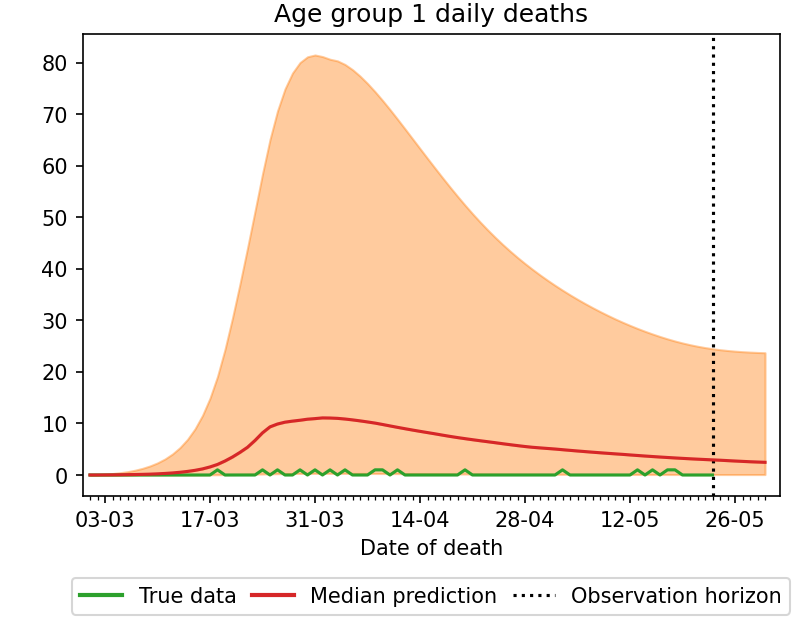 Age group 1 daily deaths
80
70
60
50
40
30
20
10
0
03-03 17-03 31-03 14-04 28-04 12-05 26-05
Date of death
True data Median prediction Observation horizon